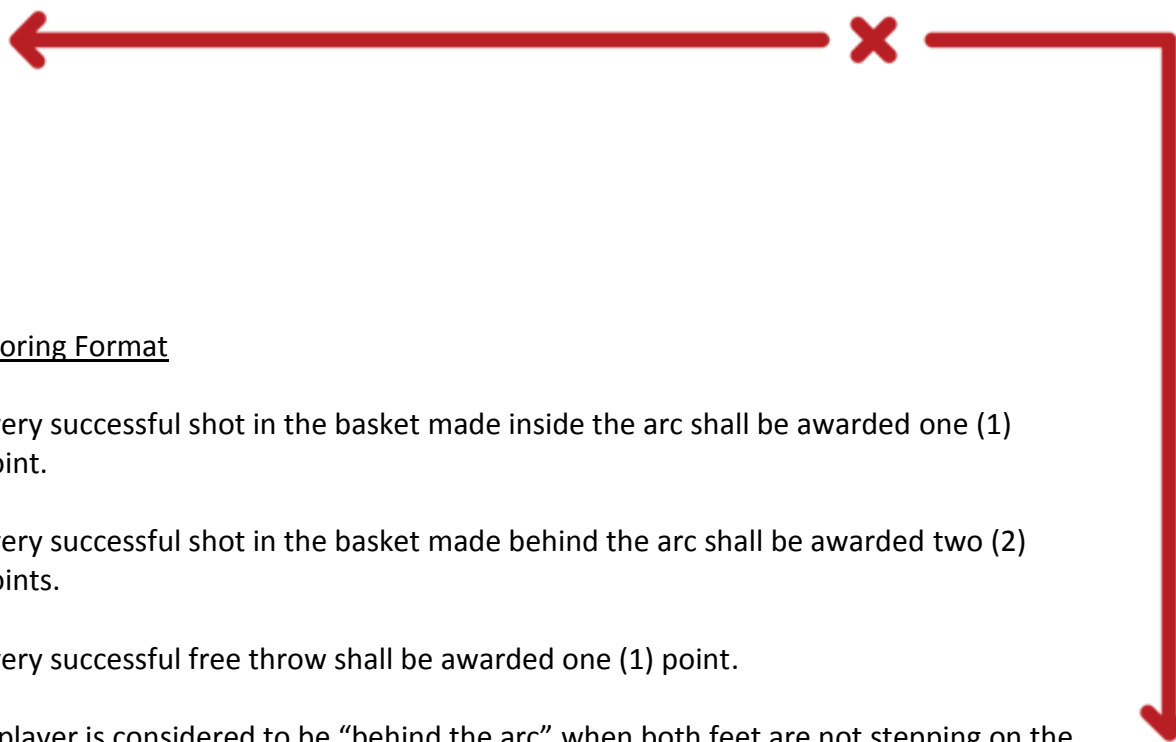 oring Format
ery successful shot in the basket made inside the arc shall be awarded one (1)
oint.
ery successful shot in the basket made behind the arc shall be awarded two (2)
oints.
ery successful free throw shall be awarded one (1) point.
player is considered to be “behind the arc” when both feet are not stepping on the